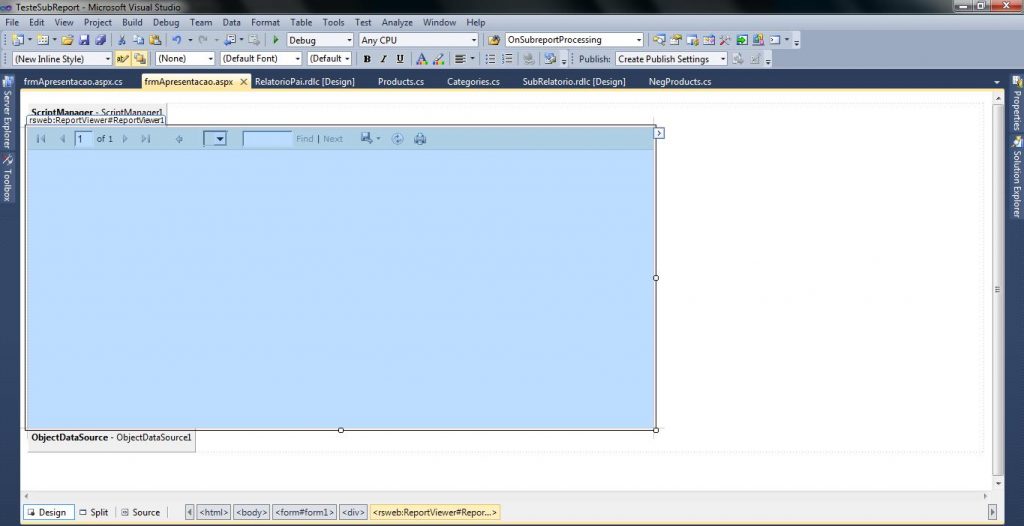 TesteSubReport - Microsoft Visual Studio
File Edit View Project Build Debug Team Data Format Table Tools Test Analyze Window Help
Debug Any CPU OnSubreportProcessing
(New Inline Style) ab/ (None) (Default Font) (Default B I U A Publish: Create Publish Settings
frmApresentacao.aspx.cs frmApresentacao.aspx RelatorioPai.rdlc [Design] Products.cs Categories.cs SubRelatorio.rdlc [Design] NegProducts.cs
Server Explorer
Toolbox
Properties
Solution Explorer
ScriptManager - ScriptManager1
rsweb:ReportViewer#ReportViewer1
1 of 1 Find | Next
ObjectDataSource - ObjectDataSource1
Design Split Source <html> <body> <form#form1> <div> <rsweb:ReportViewer#Repor...>